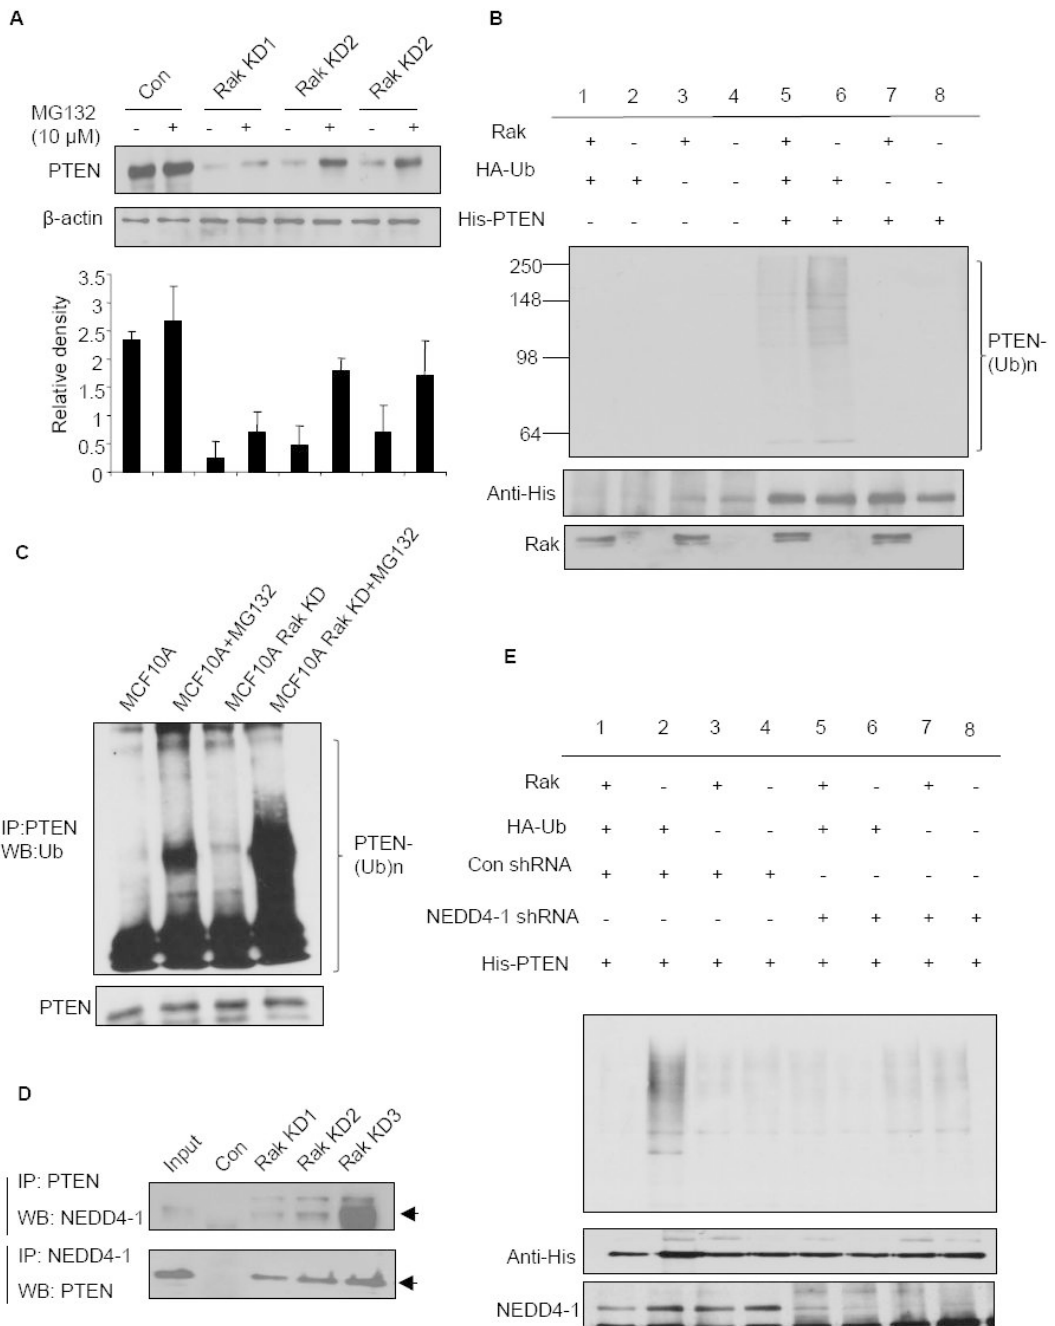 A
Con Rak KD1 Rak KD2 Rak KD2
MG132
(10 µM)
- + - + - + - +
PTEN
β-actin
3.5
3
2.5
2
1.5
1
0.5
0
Relative density
B
1 2 3 4 5 6 7 8
Rak + - + - + - + -
HA-Ub + + - - + + - -
His-PTEN - - - - + + + +
250
148
98
64
PTEN-
(Ub)n
Anti-His
Rak
C
MCF10A
MCF10A+MG132
MCF10A Rak KD
MCF10A Rak KD+MG132
IP:PTEN
WB:Ub
PTEN-
(Ub)n
PTEN
D
Input Con Rak KD1 Rak KD2 Rak KD3
IP: PTEN
WB: NEDD4-1
IP: NEDD4-1
WB: PTEN
E
1 2 3 4 5 6 7 8
Rak + - + - + - + -
HA-Ub + + - - + + - -
Con shRNA + + + + - - - -
NEDD4-1 shRNA - - - - + + + +
His-PTEN + + + + + + + +
Anti-His
NEDD4-1